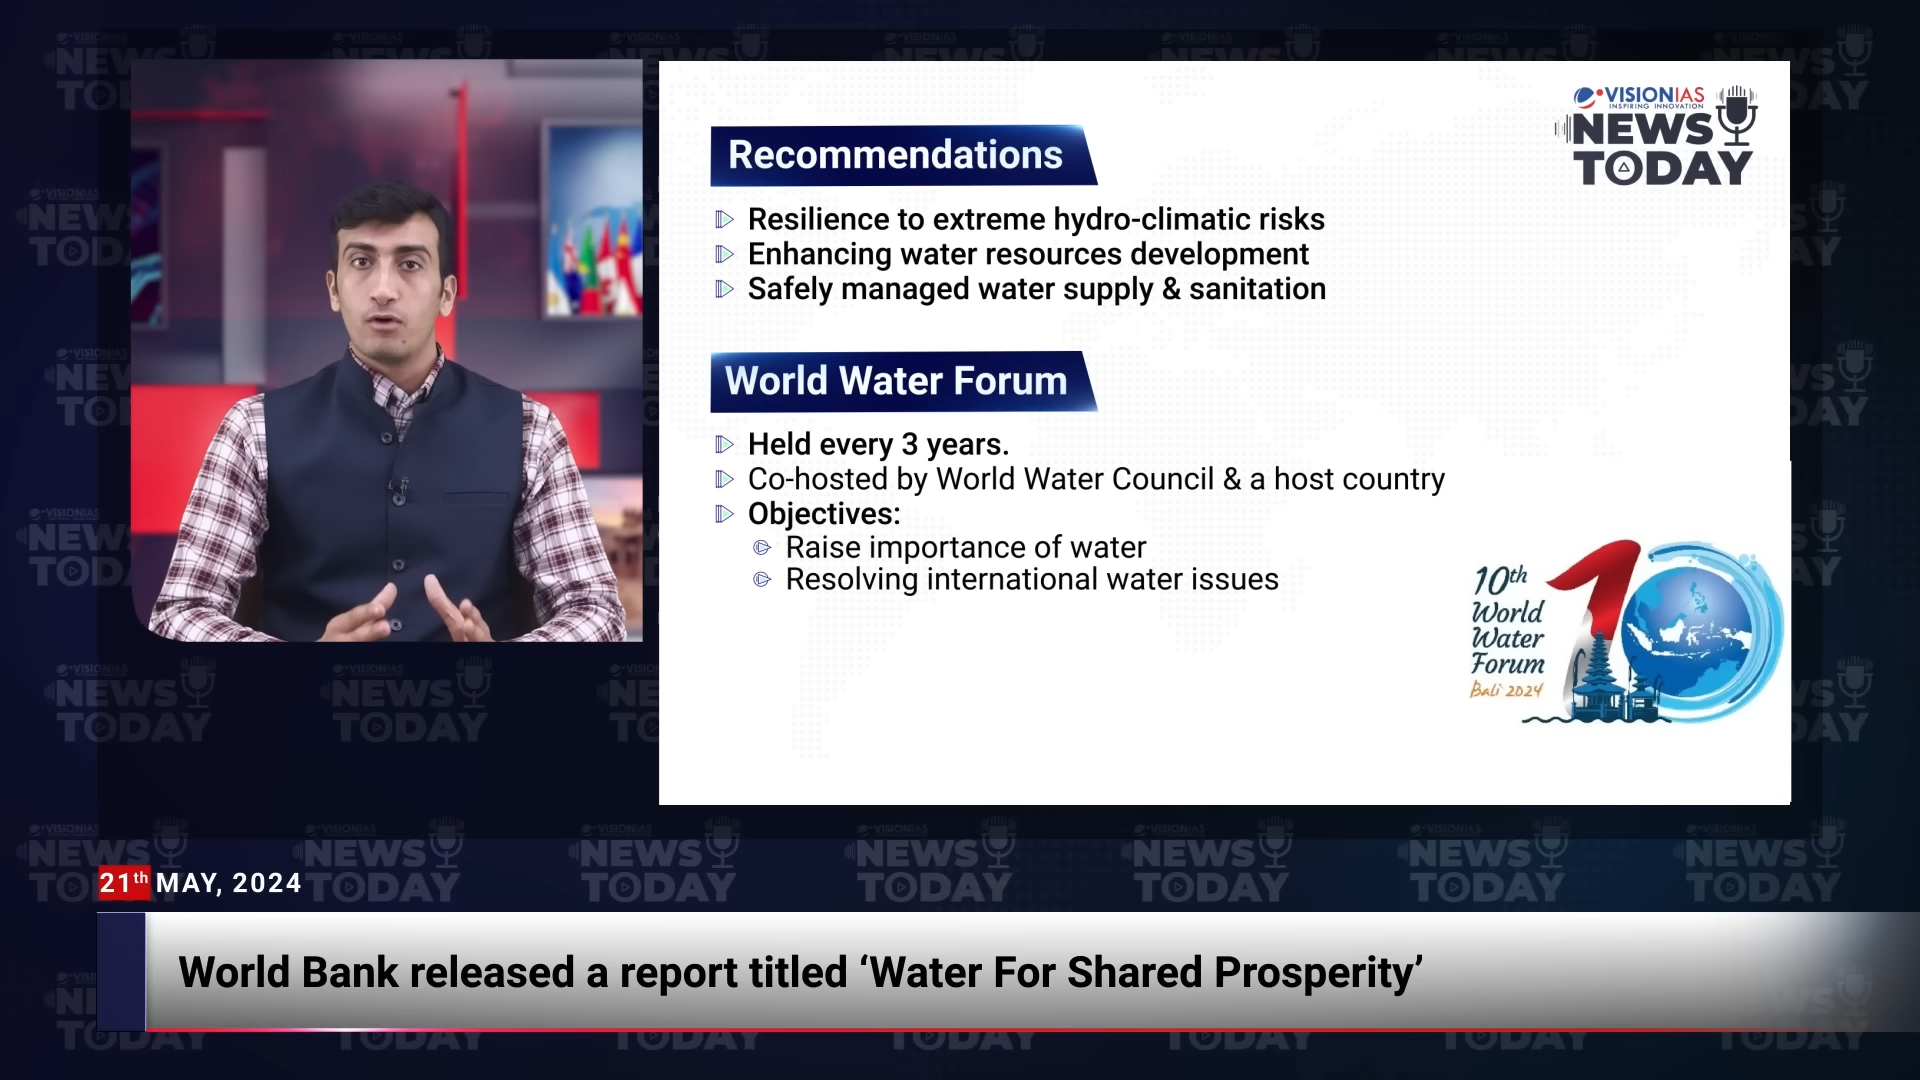 VISIONIAS
INSPIRING INNOVATION
NEWS
TODAY
Recommendations
Resilience to extreme hydro-climatic risks
Enhancing water resources development
Safely managed water supply & sanitation
World Water Forum
Held every 3 years.
Co-hosted by World Water Council & a host country
Objectives:
Raise importance of water
Resolving international water issues
10th
World
Water
Forum
Bali 2024
21th MAY, 2024
World Bank released a report titled ‘Water For Shared Prosperity’